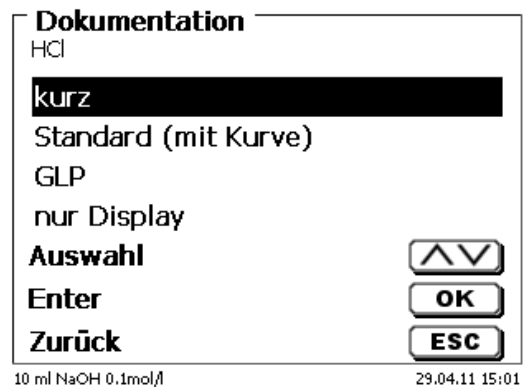 Dokumentation
HCl
kurz
Standard (mit Kurve)
GLP
nur Display
Auswahl
Enter OK
Zurück ESC
10 ml NaOH 0.1mol/l 29.04.11 15:01